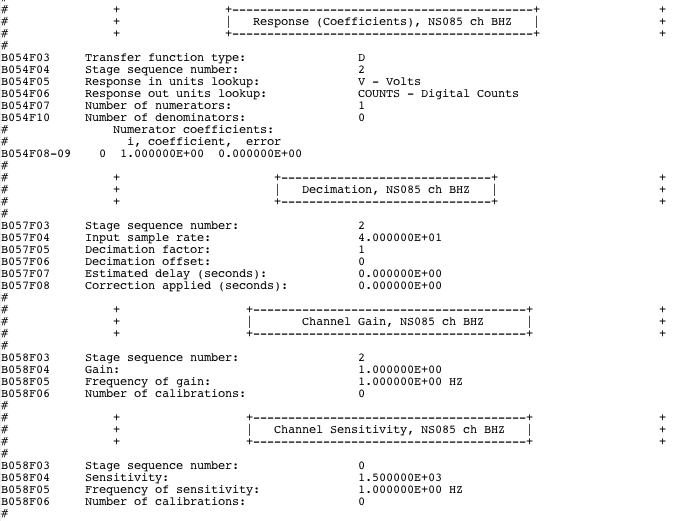 #
#               +                +-------------------------------------------+                  +
#               +                |   Response (Coefficients), NS085 ch BHZ   |                  +
#               +                +-------------------------------------------+                  +
#
B054F03     Transfer function type:                 D
B054F04     Stage sequence number:                  2
B054F05     Response in units lookup:               V - Volts
B054F06     Response out units lookup:              COUNTS - Digital Counts
B054F07     Number of numerators:                   1
B054F10     Number of denominators:                 0
#               Numerator coefficients:
#                 i, coefficient,  error
B054F08-09    0  1.000000E+00  0.000000E+00
#
#               +                       +------------------------------+                        +
#               +                       |   Decimation, NS085 ch BHZ   |                        +
#               +                       +------------------------------+                        +
#
B057F03     Stage sequence number:                  2
B057F04     Input sample rate:                      4.000000E+01
B057F05     Decimation factor:                      1
B057F06     Decimation offset:                      0
B057F07     Estimated delay (seconds):              0.000000E+00
B057F08     Correction applied (seconds):           0.000000E+00
#
#               +                   +---------------------------------------+                   +
#               +                   |       Channel Gain, NS085 ch BHZ      |                   +
#               +                   +---------------------------------------+                   +
#
B058F03     Stage sequence number:                  2
B058F04     Gain:                                   1.000000E+00
B058F05     Frequency of gain:                      1.000000E+00 HZ
B058F06     Number of calibrations:                 0
#
#               +                   +---------------------------------------+                   +
#               +                   |   Channel Sensitivity, NS085 ch BHZ   |                   +
#               +                   +---------------------------------------+                   +
#
B058F03     Stage sequence number:                  0
B058F04     Sensitivity:                            1.500000E+03
B058F05     Frequency of sensitivity:               1.000000E+00 HZ
B058F06     Number of calibrations:                 0
#